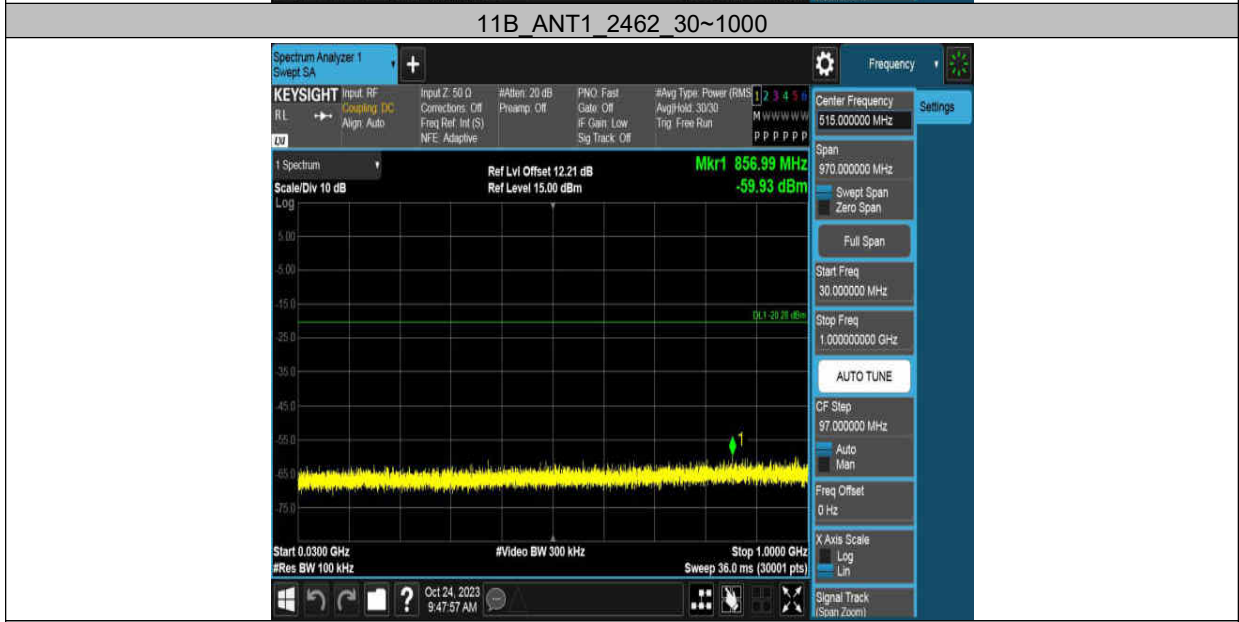 11B_ANT1_2462_30~1000
Spectrum Analyzer 1
Swept SA
+
Frequency
KEYSIGHT
RL
Input: RF
Coupling: DC
Align: Auto
Input Z: 50 Ω
Corrections: Off
Freq Ref: Int (S)
NFE: Adaptive
#Atten: 20 dB
Preamp: Off
PNO: Fast
Gate: Off
IF Gain: Low
Sig Track: Off
#Avg Type: Power (RMS
Avg|Hold: 30/30
Trig: Free Run
1 2 3 4 5 6
M W W W W W
P P P P P P
Center Frequency
515.000000 MHz
Settings
1 Spectrum
Scale/Div 10 dB
Ref Lvl Offset 12.21 dB
Ref Level 15.00 dBm
Mkr1 856.99 MHz
-59.93 dBm
Span
970.000000 MHz
Swept Span
Zero Span
Full Span
Start Freq
30.000000 MHz
Stop Freq
1.000000000 GHz
AUTO TUNE
CF Step
97.000000 MHz
Auto
Man
Freq Offset
0 Hz
X Axis Scale
Log
Lin
Signal Track
(Span Zoom)
Log
5.00
-5.00
-15.0
DL1 -20.28 dBm
-25.0
-35.0
-45.0
-55.0
1
-65.0
-75.0
Start 0.0300 GHz
#Res BW 100 kHz
#Video BW 300 kHz
Stop 1.0000 GHz
Sweep 36.0 ms (30001 pts)
?
Oct 24, 2023
9:47:57 AM